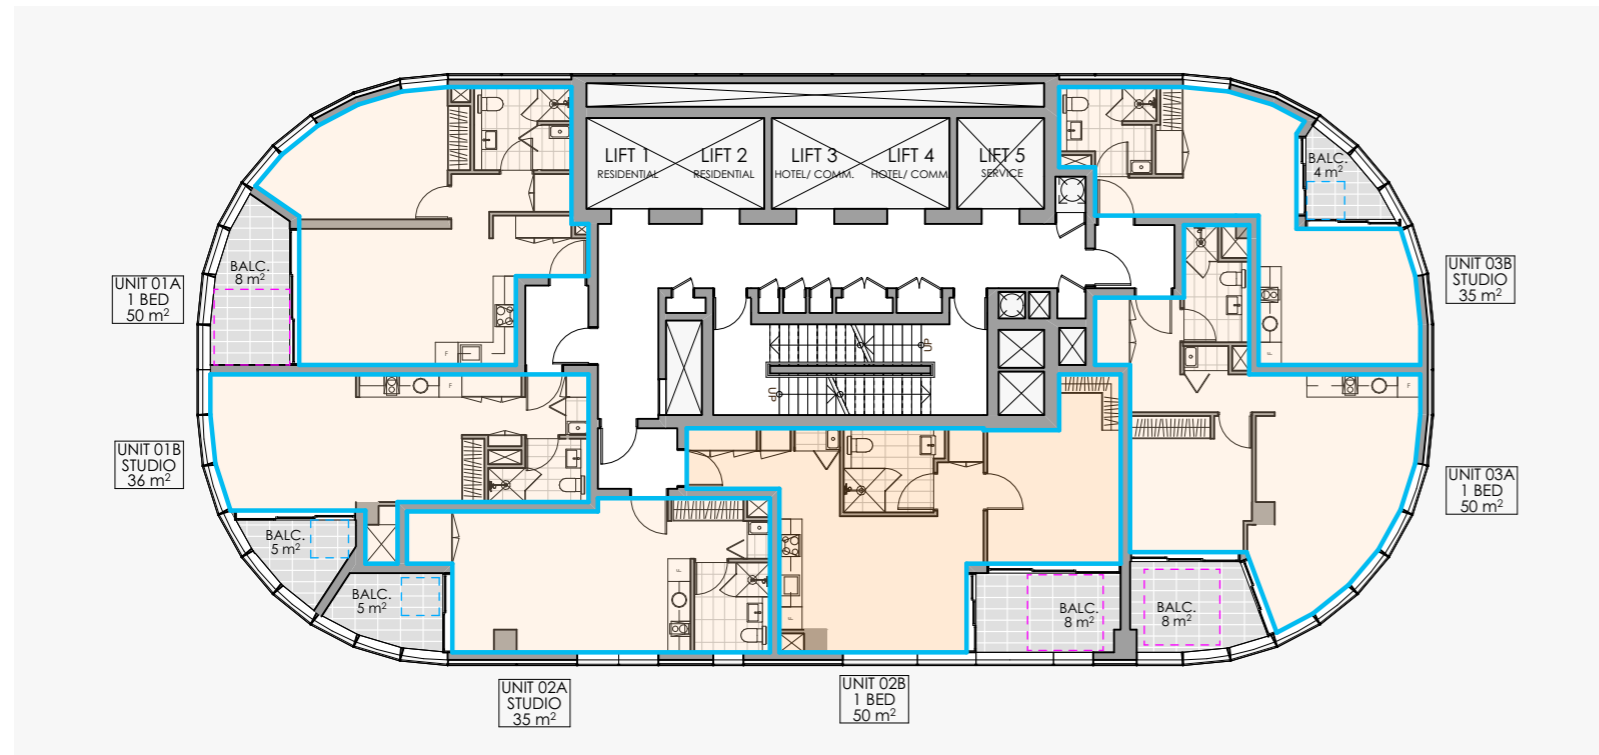 LIFT 1
RESIDENTIAL
LIFT 2
RESIDENTIAL
LIFT 3
HOTEL/ COMM.
LIFT 4
HOTEL/ COMM
LIFT 5
SERVICE
BALC.
4 m²
BALC.
8 m²
UNIT 01A
1 BED
50 m²
UNIT 03B
STUDIO
35 m²
F
F
UP
UP
F
F
UNIT 01B
STUDIO
36 m²
UNIT 03A
1 BED
50 m²
BALC.
5 m²
BALC.
5 m²
F
F
BALC.
8 m²
BALC.
8 m²
UNIT 02A
STUDIO
35 m²
UNIT 02B
1 BED
50 m²